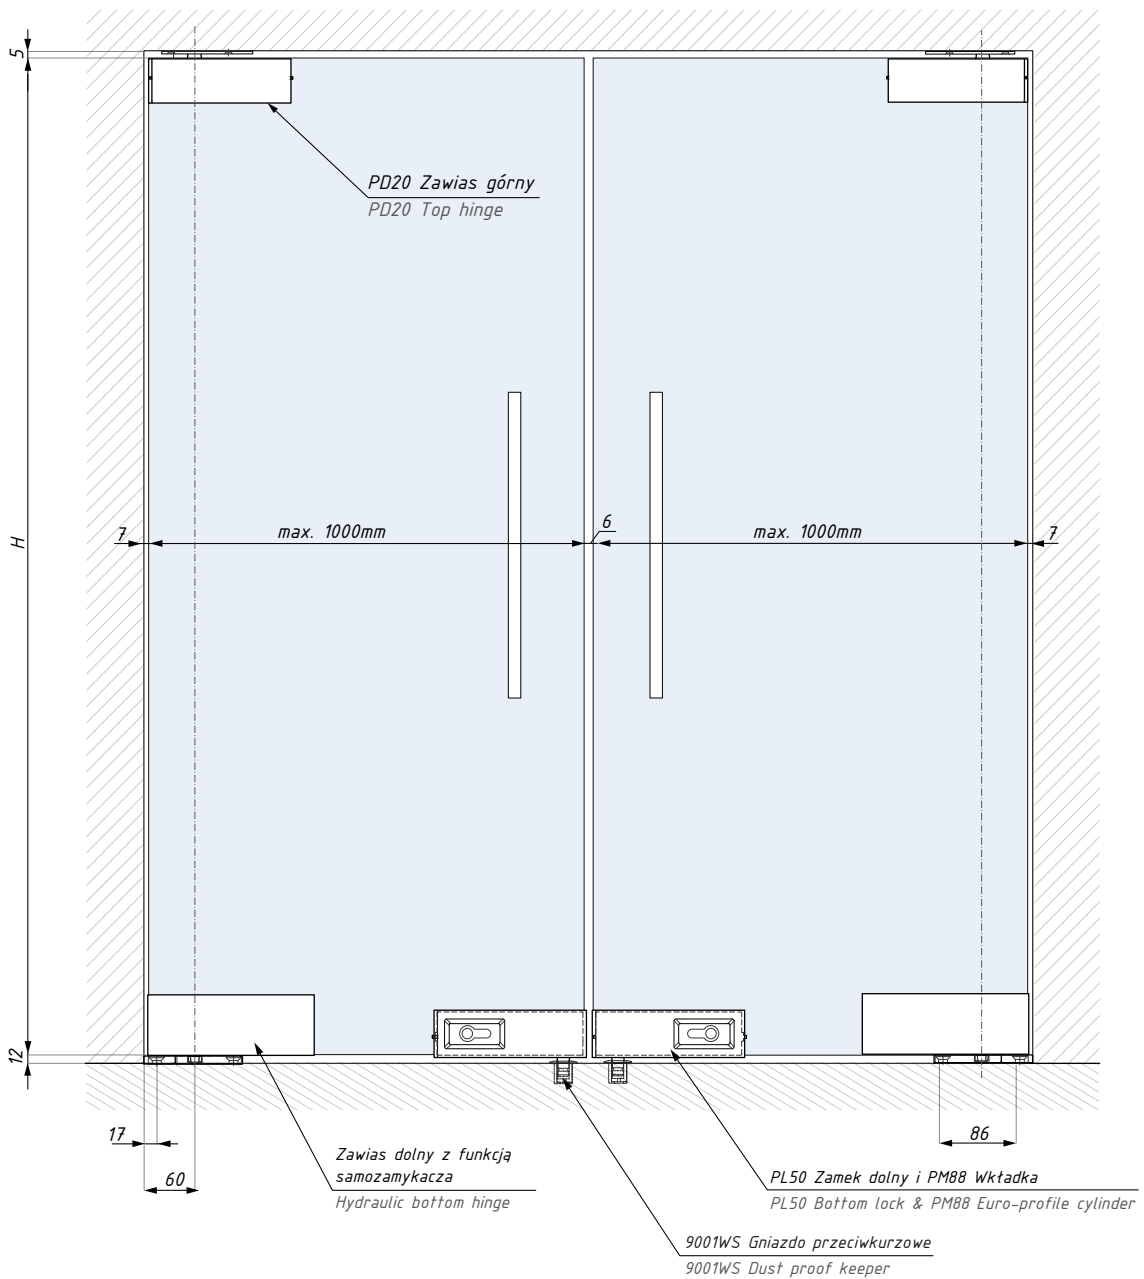 5
PD20 Zawias górny
PD20 Top hinge
H
7
max. 1000mm
6
max. 1000mm
7
12
17
60
86
Zawias dolny z funkcją
samozamykacza
Hydraulic bottom hinge
PL50 Zamek dolny i PM88 Wkładka
PL50 Bottom lock & PM88 Euro-profile cylinder
9001WS Gniazdo przeciwkurzowe
9001WS Dust proof keeper